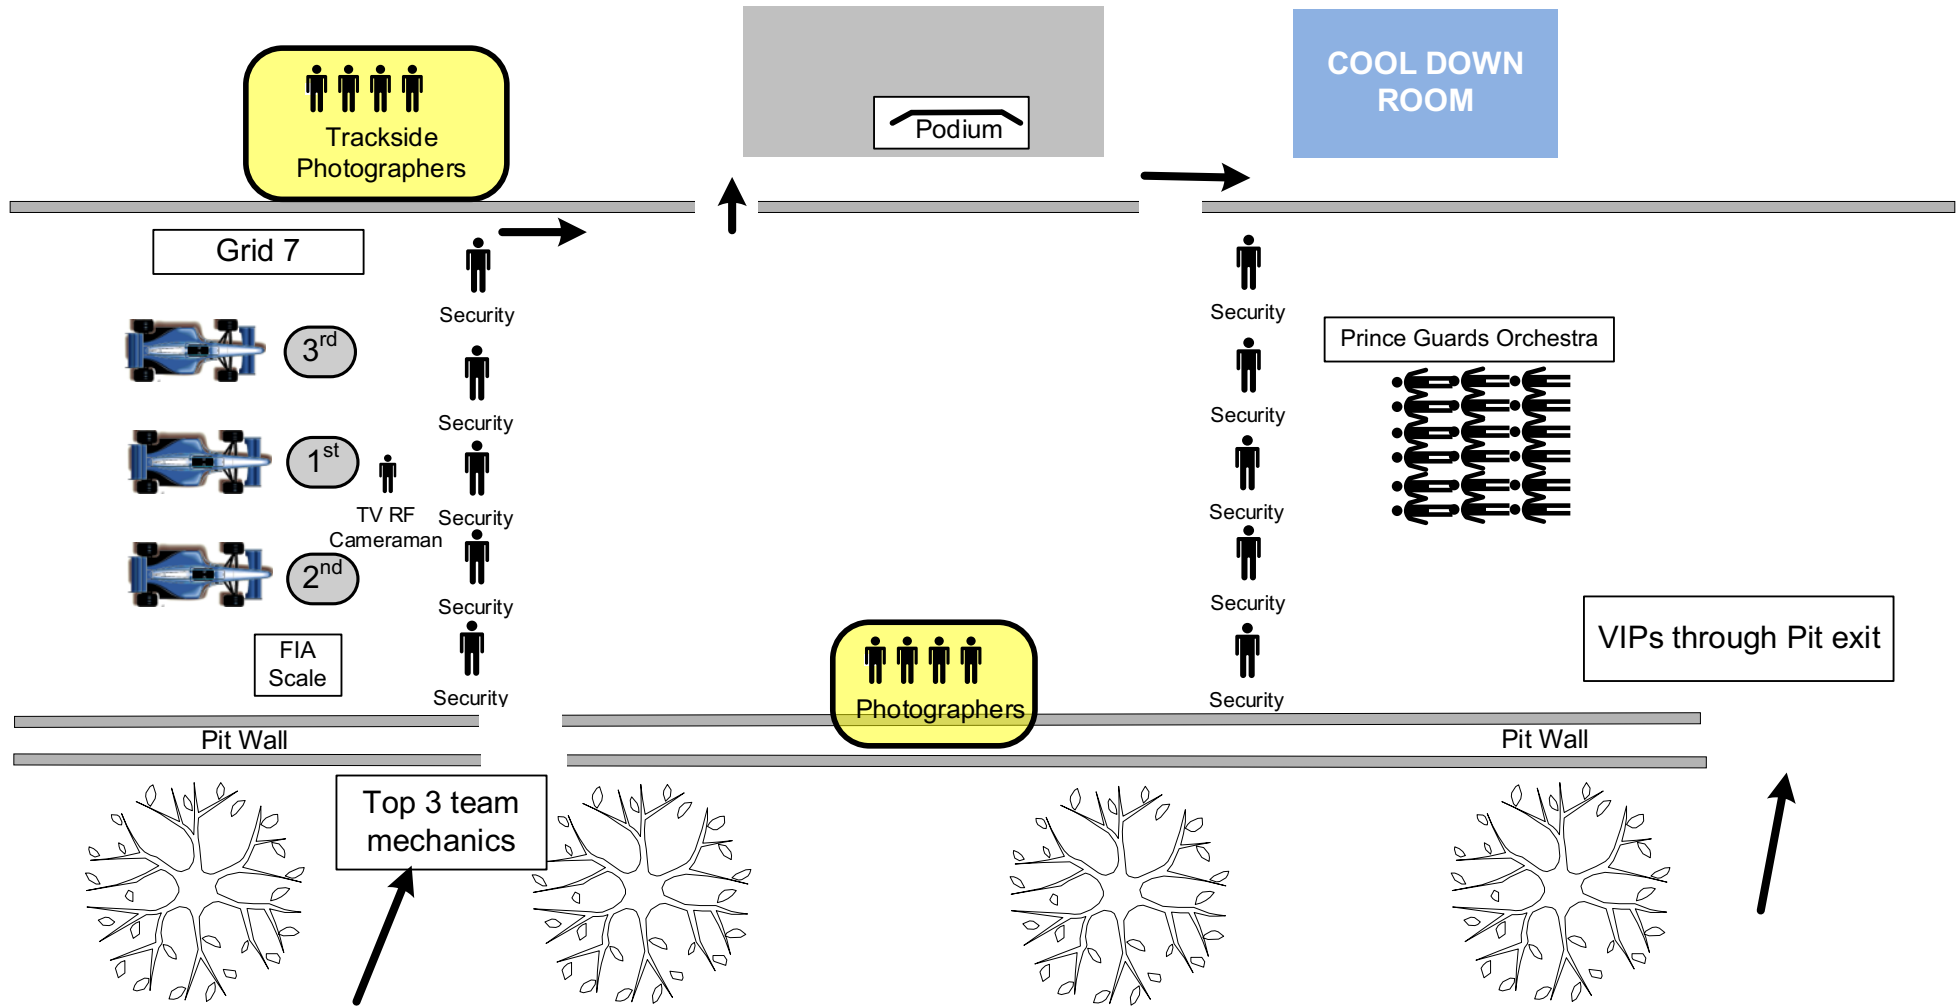 COOL DOWN
ROOM
Podium
Trackside
Photographers
Grid 7
3rd
1st
2nd
TV RF
Cameraman
FIA
Scale
Security
Security
Security
Security
Security
Security
Security
Security
Security
Security
Prince Guards Orchestra
VIPs through Pit exit
Photographers
Pit Wall
Pit Wall
Top 3 team
mechanics